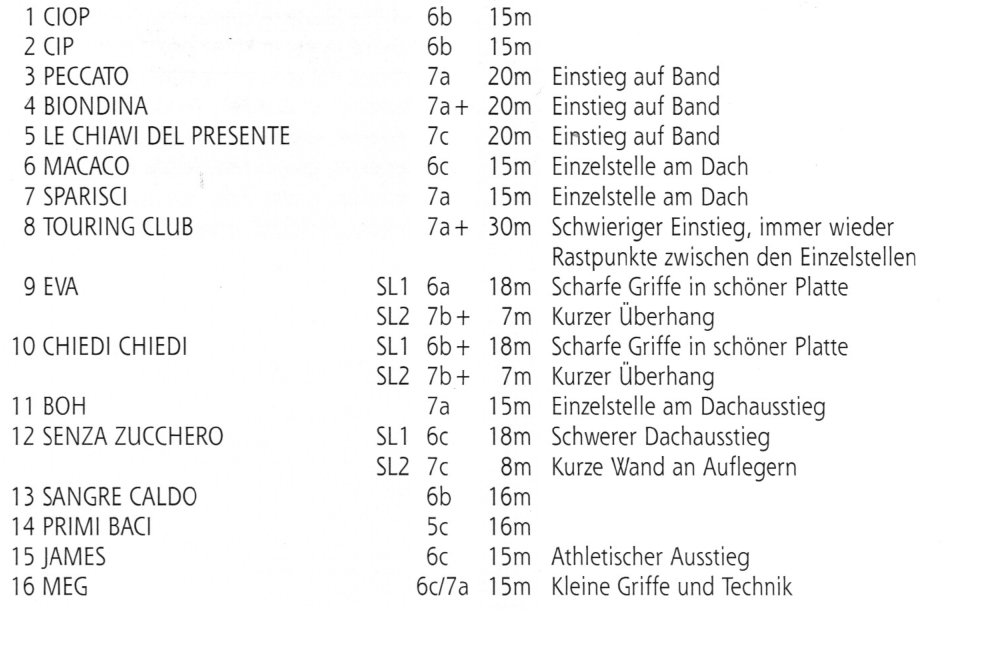 1 CIOP 6b 15m
2 CIP 6b 15m
3 PECCATO 7a 20m Einstieg auf Band
4 BIONDINA 7a+ 20m Einstieg auf Band
5 LE CHIAVI DEL PRESENTE 7c 20m Einstieg auf Band
6 MACACO 6c 15m Einzelstelle am Dach
7 SPARISCI 7a 15m Einzelstelle am Dach
8 TOURING CLUB 7a+ 30m Schwieriger Einstieg, immer wieder
Rastpunkte zwischen den Einzelstellen
9 EVA SL1 6a 18m Scharfe Griffe in schöner Platte
SL2 7b+ 7m Kurzer Überhang
10 CHIEDI CHIEDI SL1 6b+ 18m Scharfe Griffe in schöner Platte
SL2 7b+ 7m Kurzer Überhang
11 BOH 7a 15m Einzelstelle am Dachausstieg
12 SENZA ZUCCHERO SL1 6c 18m Schwerer Dachausstieg
SL2 7c 8m Kurze Wand an Auflegern
13 SANGRE CALDO 6b 16m
14 PRIMI BACI 5c 16m
15 JAMES 6c 15m Athletischer Ausstieg
16 MEG 6c/7a 15m Kleine Griffe und Technik